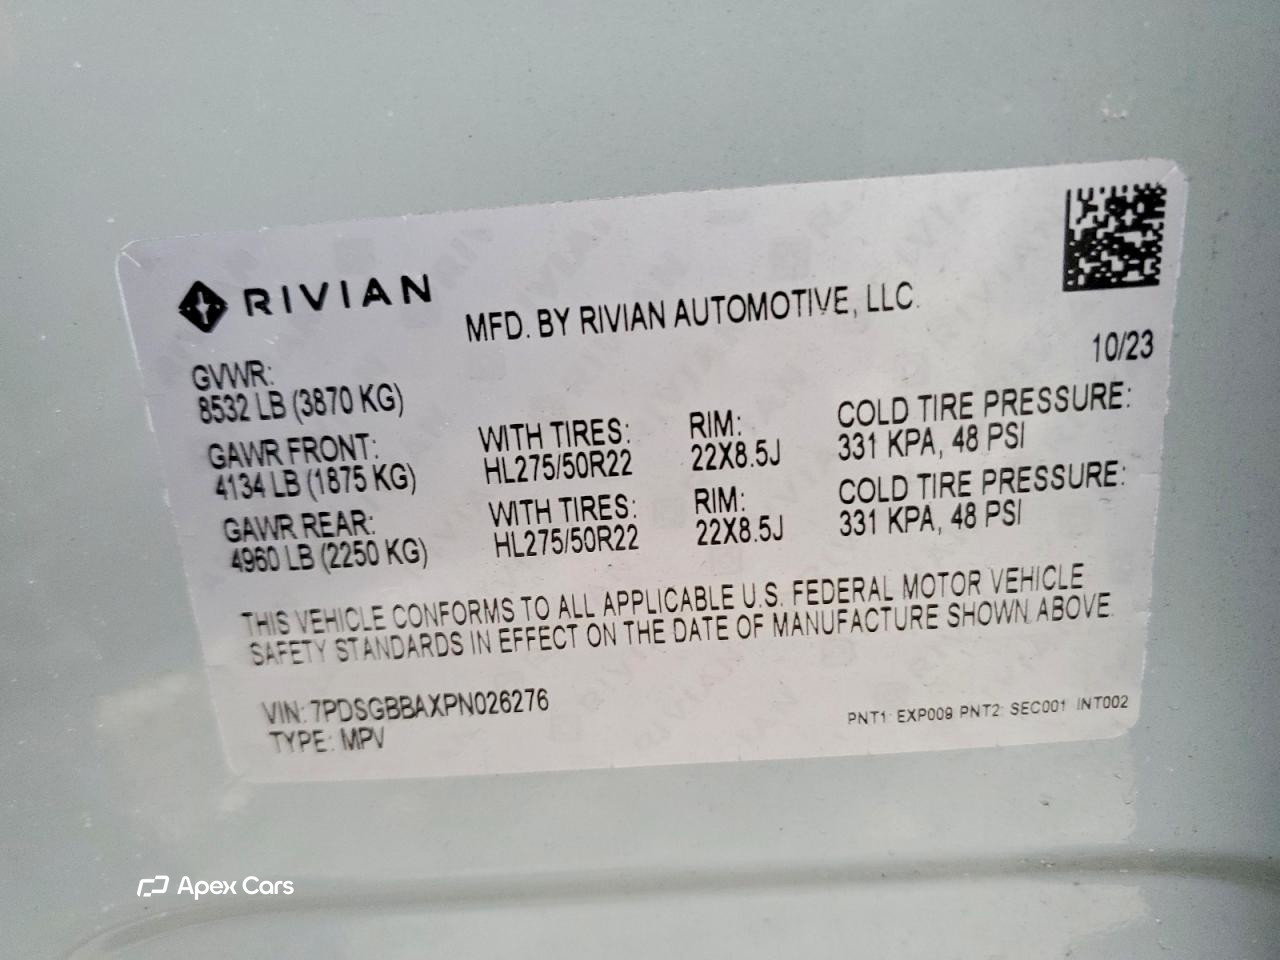 RIVIAN
MFD. BY RIVIAN AUTOMOTIVE, LLC.
10/23
GVWR:
8532 LB (3870 KG)
GAWR FRONT:
4134 LB (1875 KG)
WITH TIRES:
HL275/50R22
RIM:
22X8.5J
COLD TIRE PRESSURE:
331 KPA, 48 PSI
GAWR REAR:
4960 LB (2250 KG)
WITH TIRES:
HL275/50R22
RIM:
22X8.5J
COLD TIRE PRESSURE:
331 KPA, 48 PSI
THIS VEHICLE CONFORMS TO ALL APPLICABLE U.S. FEDERAL MOTOR VEHICLE
SAFETY STANDARDS IN EFFECT ON THE DATE OF MANUFACTURE SHOWN ABOVE.
VIN: 7PDSGBBAXPN026276
TYPE: MPV
PNT1: EXP009 PNT2: SEC001 INT002
Apex Cars